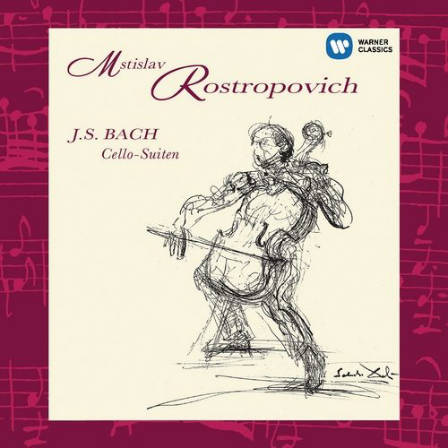 Mstislav
Rostropovich
WARNER
CLASSICS
J.S. BACH
Cello-Suiten